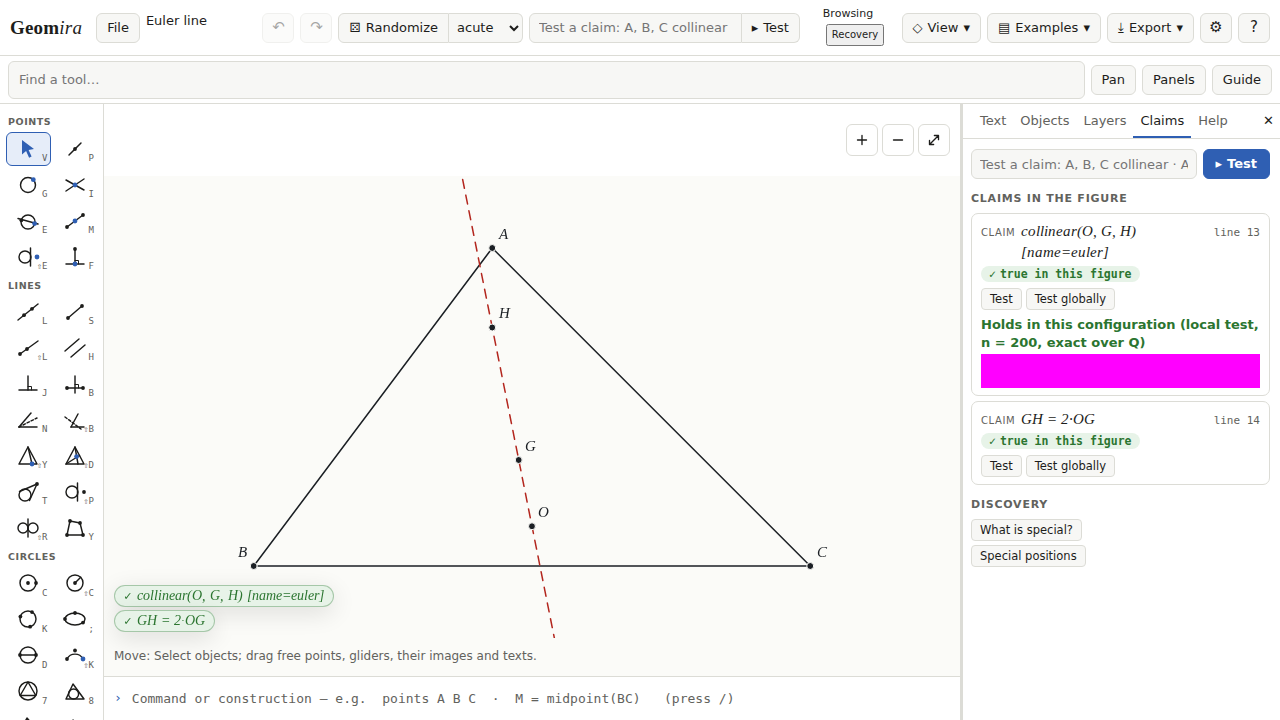 Geomira File Euler line ↶ ↷ ⚄ Randomize acute Test a claim: A, B, C collinear ▸ Test Browsing Recovery ◇ View ▾ ▤ Examples ▾ ⤓ Export ▾ ⚙ ?
Find a tool… Pan Panels Guide
POINTS
V P
G I
E M
⇧E F
LINES
L S
⇧L H
J B
N ⇧B
⇧Y ⇧D
T ⇧P
⇧R Y
CIRCLES
C ⇧C
K ;
D ⇧K
7 8
A
H
G
O
B
C
✓ collinear(O, G, H) [name=euler]
✓ GH = 2·OG
Move: Select objects; drag free points, gliders, their images and texts.
› Command or construction — e.g. points A B C · M = midpoint(BC) (press /)
Text Objects Layers Claims Help ✕
Test a claim: A, B, C collinear · A ▸ Test
CLAIMS IN THE FIGURE
CLAIM collinear(O, G, H) line 13
[name=euler]
✓ true in this figure
Test Test globally
Holds in this configuration (local test,
n = 200, exact over Q)
CLAIM GH = 2·OG line 14
✓ true in this figure
Test Test globally
DISCOVERY
What is special?
Special positions